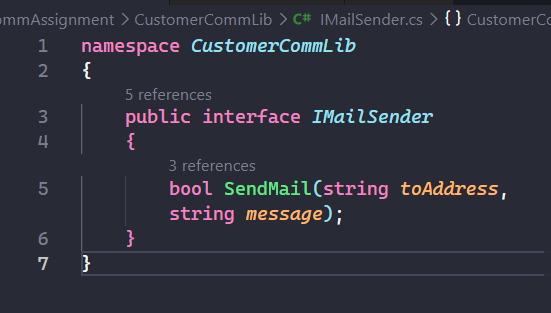 ommAssignment > CustomerCommLib > C# IMailSender.cs > {} CustomerCo
1 namespace CustomerCommLib
2 {
5 references
3 public interface IMailSender
4 {
3 references
5 bool SendMail(string toAddress,
string message);
6 }
7 }